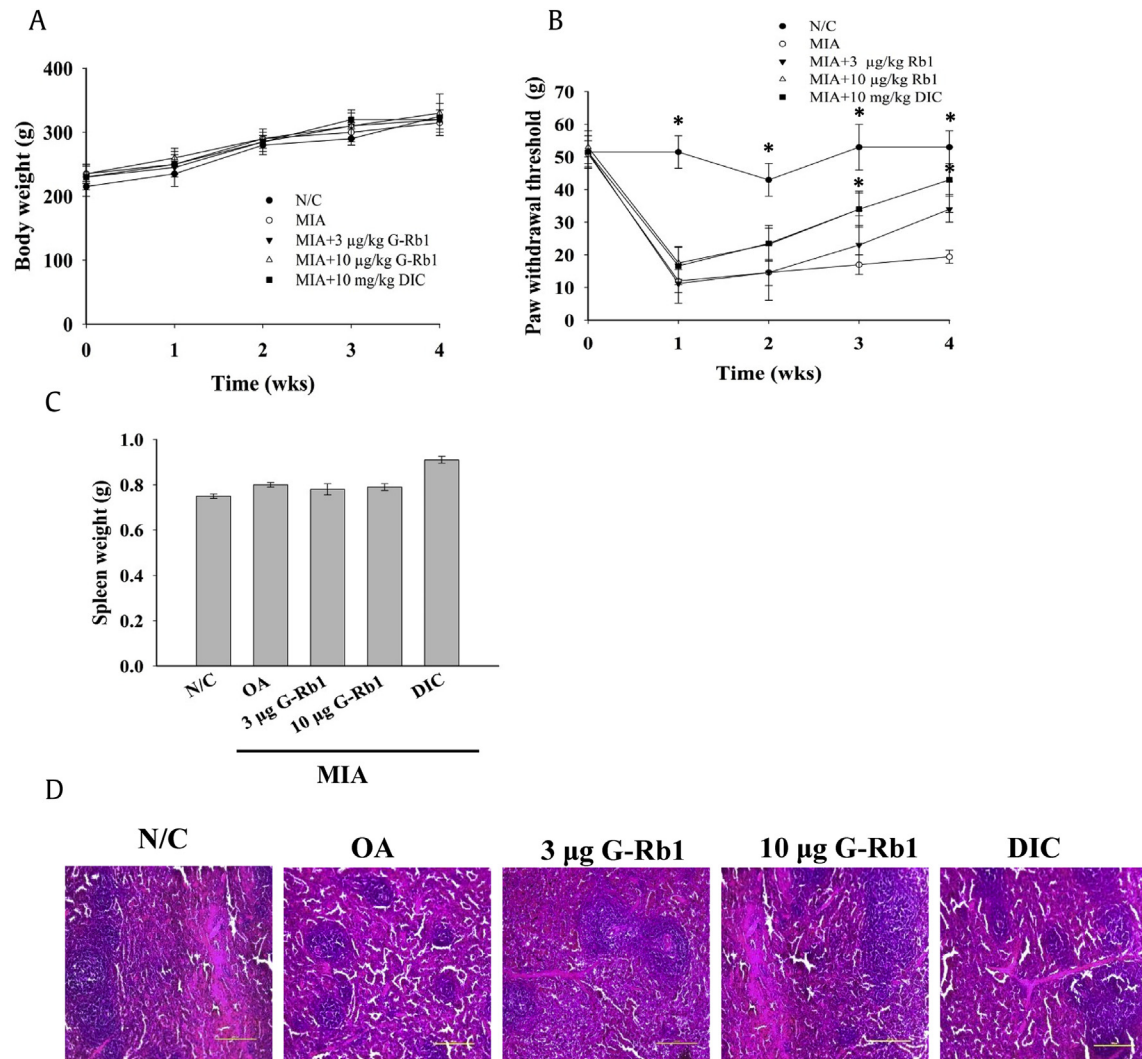 A
Body weight (g)
400
300
200
100
0
0 1 2 3 4
Time (wks)
N/C
MIA
MIA+3 µg/kg G-Rb1
MIA+10 µg/kg G-Rb1
MIA+10 mg/kg DIC
B
N/C
MIA
MIA+3 µg/kg Rb1
MIA+10 µg/kg Rb1
MIA+10 mg/kg DIC
Paw withdrawal threshold (g)
70
60
50
40
30
20
10
0
* * * * * *
0 1 2 3 4
Time (wks)
C
Spleen weight (g)
1.0
0.8
0.6
0.4
0.2
0.0
N/C OA 3 µg G-Rb1 10 µg G-Rb1 DIC
MIA
D
N/C OA 3 µg G-Rb1 10 µg G-Rb1 DIC